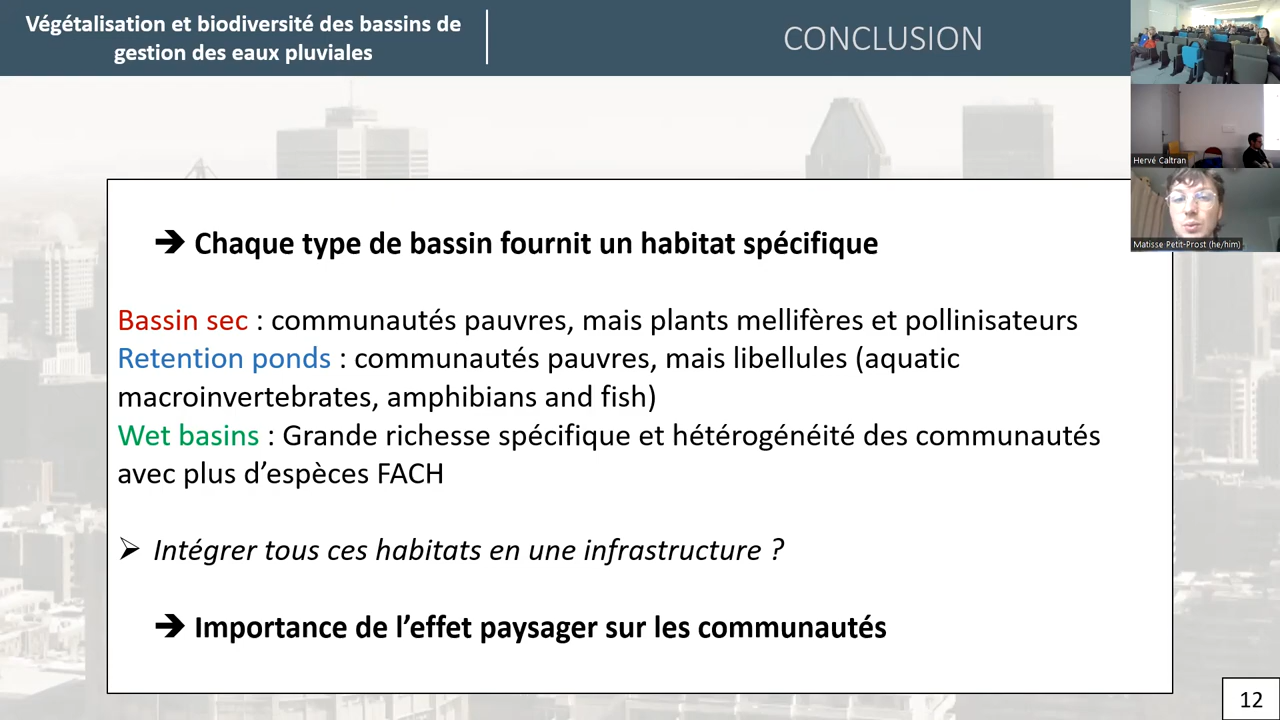 Végétalisation et biodiversité des bassins de
gestion des eaux pluviales
CONCLUSION
Hervé Caltran
Matisse Petit-Prost (he/him)
➔ Chaque type de bassin fournit un habitat spécifique
Bassin sec : communautés pauvres, mais plants mellifères et pollinisateurs
Retention ponds : communautés pauvres, mais libellules (aquatic
macroinvertebrates, amphibians and fish)
Wet basins : Grande richesse spécifique et hétérogénéité des communautés
avec plus d’espèces FACH
➢ Intégrer tous ces habitats en une infrastructure ?
➔ Importance de l’effet paysager sur les communautés
12